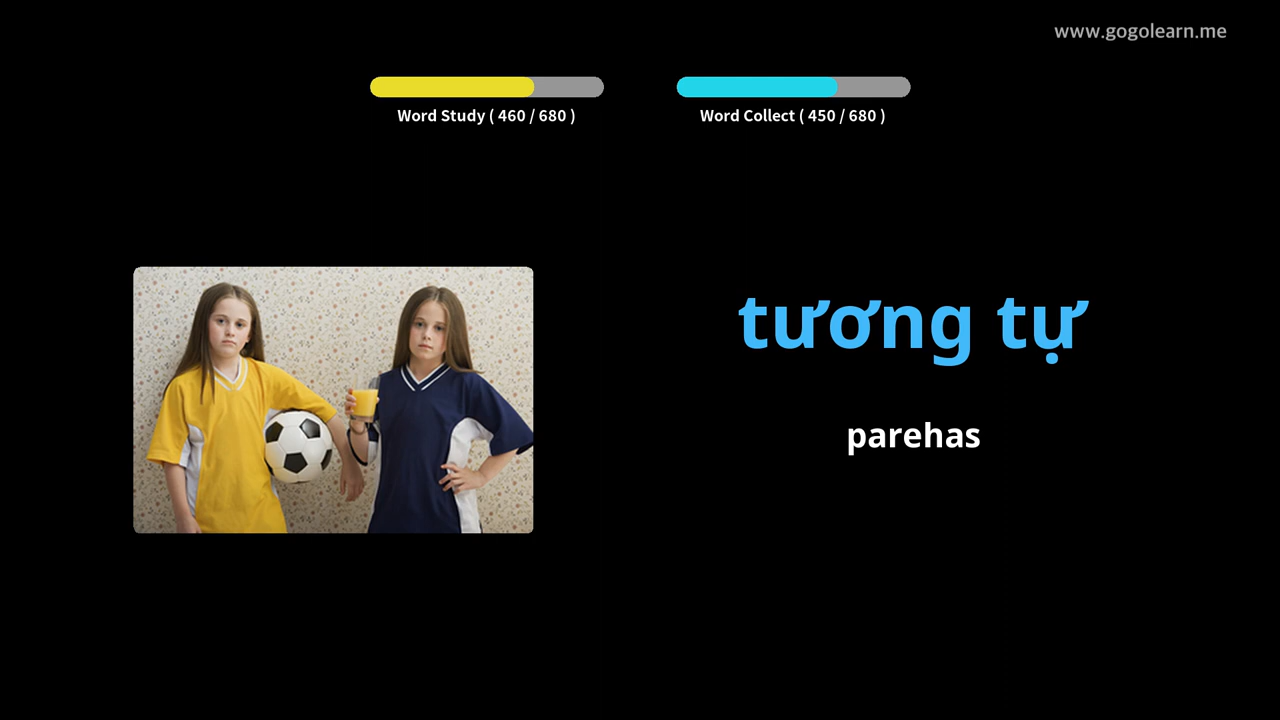 www.gogolearn.me
Word Study ( 460 / 680 )
Word Collect ( 450 / 680 )
tương tự
parehas